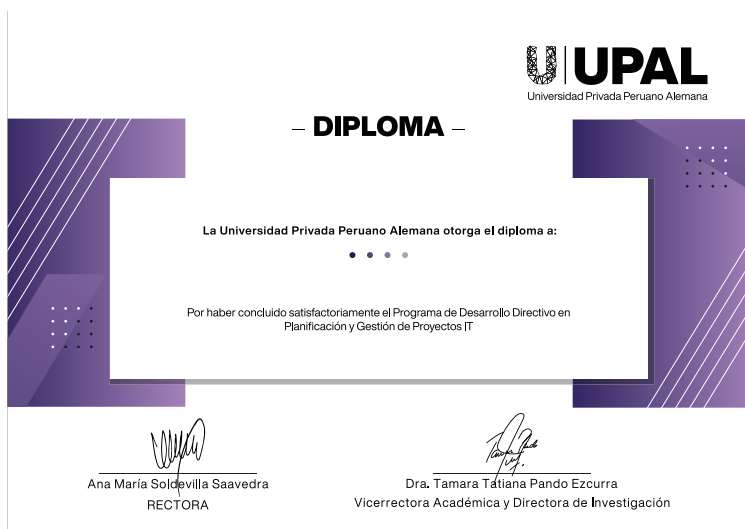 UPAL
Universidad Privada Peruano Alemana
– DIPLOMA –
La Universidad Privada Peruano Alemana otorga el diploma a:
Por haber concluido satisfactoriamente el Programa de Desarrollo Directivo en
Planificación y Gestión de Proyectos IT
Ana María Soldevilla Saavedra
RECTORA
Dra. Tamara Tatiana Pando Ezcurra
Vicerrectora Académica y Directora de Investigación